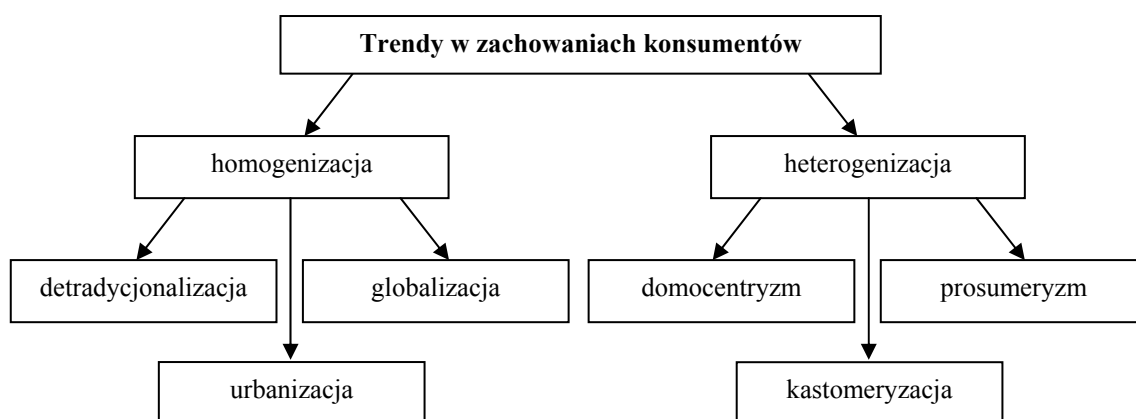 Trendy w zachowaniach konsumentów
homogenizacja
heterogenizacja
detradycjonalizacja
globalizacja
domocentryzm
prosumeryzm
urbanizacja
kastomeryzacja